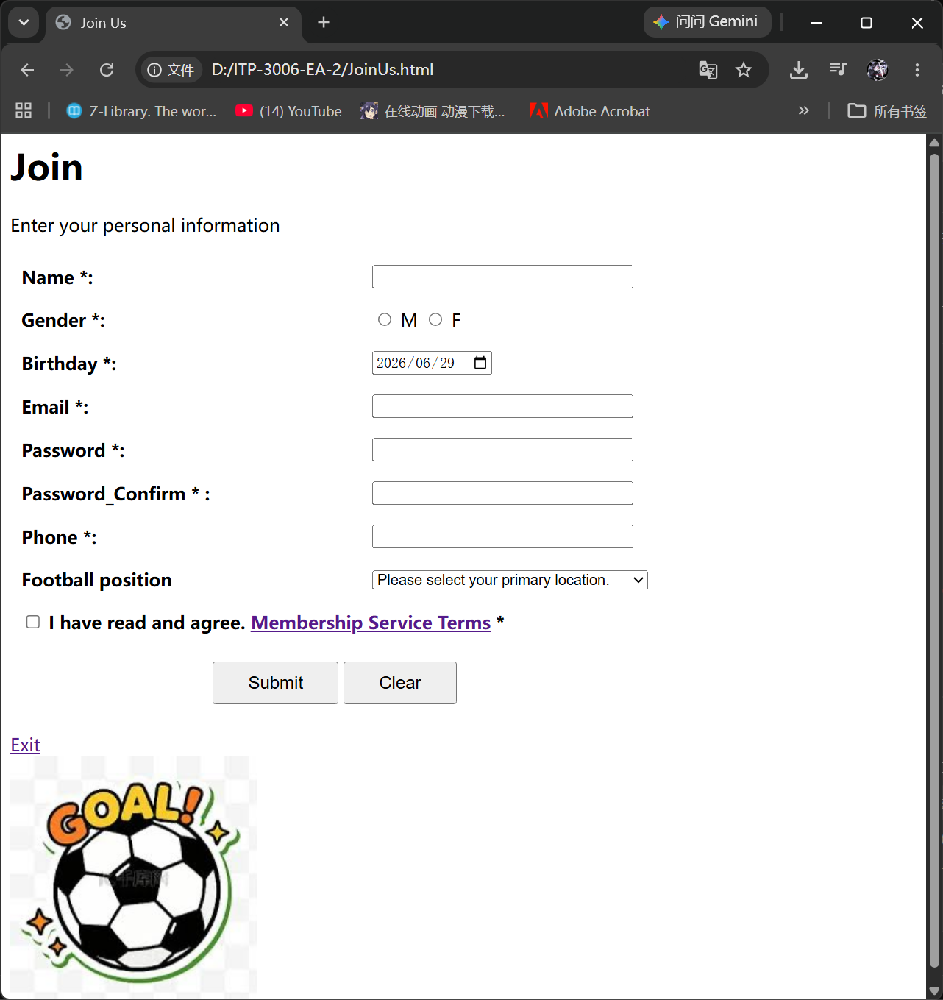 Join Us
问问 Gemini
文件 D:/ITP-3006-EA-2/JoinUs.html
Z-Library. The wor... (14) YouTube 在线动画 动漫下载... Adobe Acrobat 所有书签
Join
Enter your personal information
Name *:
Gender *: M F
Birthday *: 2026/06/29
Email *:
Password *:
Password_Confirm * :
Phone *:
Football position Please select your primary location.
I have read and agree. Membership Service Terms *
Submit Clear
Exit
GOAL!